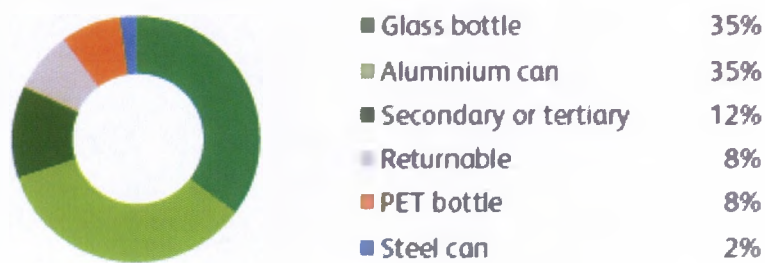 Glass bottle 35%
Aluminium can 35%
Secondary or tertiary 12%
Returnable 8%
PET bottle 8%
Steel can 2%